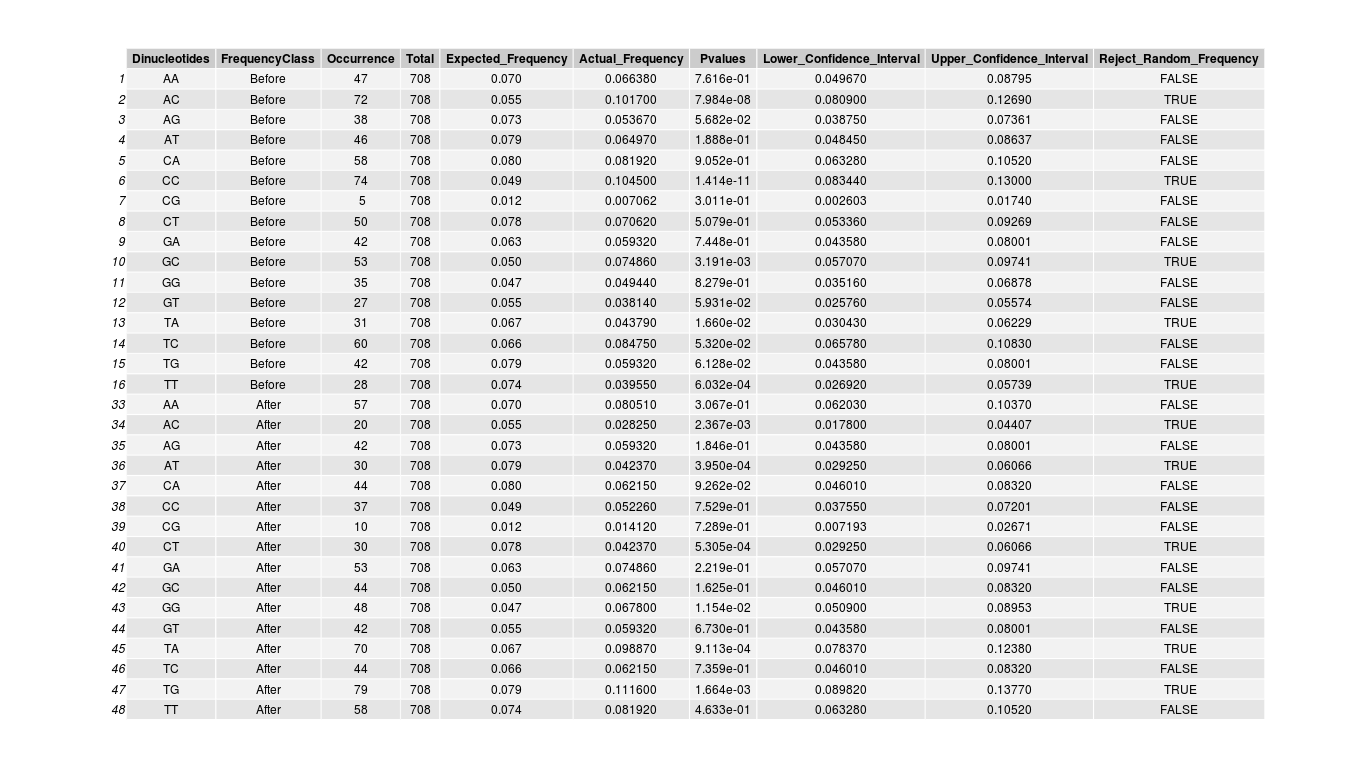 Dinucleotides FrequencyClass Occurrence Total Expected_Frequency Actual_Frequency Pvalues Lower_Confidence_Interval Upper_Confidence_Interval Reject_Random_Frequency
1 AA Before 47 708 0.070 0.066380 7.616e-01 0.049670 0.08795 FALSE
2 AC Before 72 708 0.055 0.101700 7.984e-08 0.080900 0.12690 TRUE
3 AG Before 38 708 0.073 0.053670 5.682e-02 0.038750 0.07361 FALSE
4 AT Before 46 708 0.079 0.064970 1.888e-01 0.048450 0.08637 FALSE
5 CA Before 58 708 0.080 0.081920 9.052e-01 0.063280 0.10520 FALSE
6 CC Before 74 708 0.049 0.104500 1.414e-11 0.083440 0.13000 TRUE
7 CG Before 5 708 0.012 0.007062 3.011e-01 0.002603 0.01740 FALSE
8 CT Before 50 708 0.078 0.070620 5.079e-01 0.053360 0.09269 FALSE
9 GA Before 42 708 0.063 0.059320 7.448e-01 0.043580 0.08001 FALSE
10 GC Before 53 708 0.050 0.074860 3.191e-03 0.057070 0.09741 TRUE
11 GG Before 35 708 0.047 0.049440 8.279e-01 0.035160 0.06878 FALSE
12 GT Before 27 708 0.055 0.038140 5.931e-02 0.025760 0.05574 FALSE
13 TA Before 31 708 0.067 0.043790 1.660e-02 0.030430 0.06229 TRUE
14 TC Before 60 708 0.066 0.084750 5.320e-02 0.065780 0.10830 FALSE
15 TG Before 42 708 0.079 0.059320 6.128e-02 0.043580 0.08001 FALSE
16 TT Before 28 708 0.074 0.039550 6.032e-04 0.026920 0.05739 TRUE
33 AA After 57 708 0.070 0.080510 3.067e-01 0.062030 0.10370 FALSE
34 AC After 20 708 0.055 0.028250 2.367e-03 0.017800 0.04407 TRUE
35 AG After 42 708 0.073 0.059320 1.846e-01 0.043580 0.08001 FALSE
36 AT After 30 708 0.079 0.042370 3.950e-04 0.029250 0.06066 TRUE
37 CA After 44 708 0.080 0.062150 9.262e-02 0.046010 0.08320 FALSE
38 CC After 37 708 0.049 0.052260 7.529e-01 0.037550 0.07201 FALSE
39 CG After 10 708 0.012 0.014120 7.289e-01 0.007193 0.02671 FALSE
40 CT After 30 708 0.078 0.042370 5.305e-04 0.029250 0.06066 TRUE
41 GA After 53 708 0.063 0.074860 2.219e-01 0.057070 0.09741 FALSE
42 GC After 44 708 0.050 0.062150 1.625e-01 0.046010 0.08320 FALSE
43 GG After 48 708 0.047 0.067800 1.154e-02 0.050900 0.08953 TRUE
44 GT After 42 708 0.055 0.059320 6.730e-01 0.043580 0.08001 FALSE
45 TA After 70 708 0.067 0.098870 9.113e-04 0.078370 0.12380 TRUE
46 TC After 44 708 0.066 0.062150 7.359e-01 0.046010 0.08320 FALSE
47 TG After 79 708 0.079 0.111600 1.664e-03 0.089820 0.13770 TRUE
48 TT After 58 708 0.074 0.081920 4.633e-01 0.063280 0.10520 FALSE